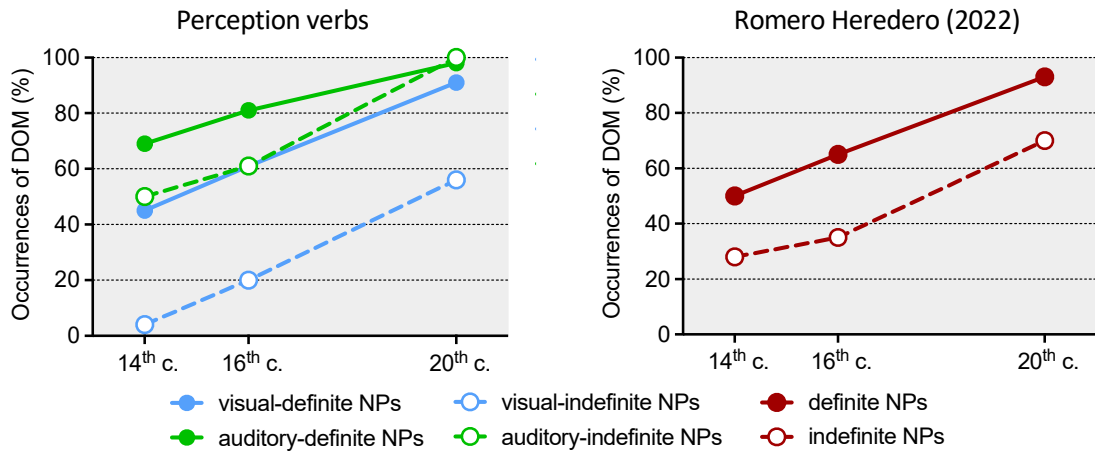 Perception verbs
Occurrences of DOM (%)
100
80
60
40
20
0
14th c.
16th c.
20th c.
Romero Heredero (2022)
Occurrences of DOM (%)
100
80
60
40
20
0
14th c.
16th c.
20th c.
visual-definite NPs
visual-indefinite NPs
definite NPs
auditory-definite NPs
auditory-indefinite NPs
indefinite NPs